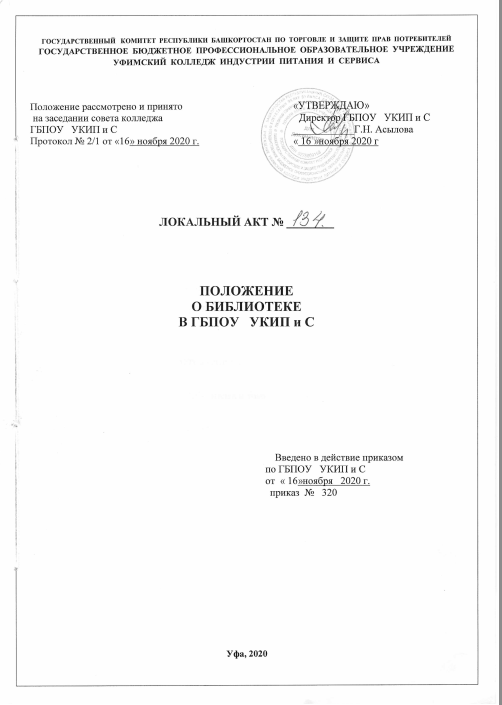 ГОСУДАРСТВЕННЫЙ КОМИТЕТ РЕСПУБЛИКИ БАШКОРТОСТАН ПО ТОРГОВЛЕ И ЗАЩИТЕ ПРАВ ПОТРЕБИТЕЛЕЙ
ГОСУДАРСТВЕННОЕ БЮДЖЕТНОЕ ПРОФЕССИОНАЛЬНОЕ ОБРАЗОВАТЕЛЬНОЕ УЧРЕЖДЕНИЕ
УФИМСКИЙ КОЛЛЕДЖ ИНДУСТРИИ ПИТАНИЯ И СЕРВИСА
Положение рассмотрено и принято
на заседании совета колледжа
ГБПОУ УКИП и С
Протокол № 2/1 от «16» ноября 2020 г.
«УТВЕРЖДАЮ»
Директор ГБПОУ УКИП и С
Г.Н. Асылова
« 16 »ноября 2020 г
ЛОКАЛЬНЫЙ АКТ № 134.
ПОЛОЖЕНИЕ
О БИБЛИОТЕКЕ
В ГБПОУ УКИП и С
Введено в действие приказом
по ГБПОУ УКИП и С
от « 16»ноября 2020 г.
приказ № 320
Уфа, 2020